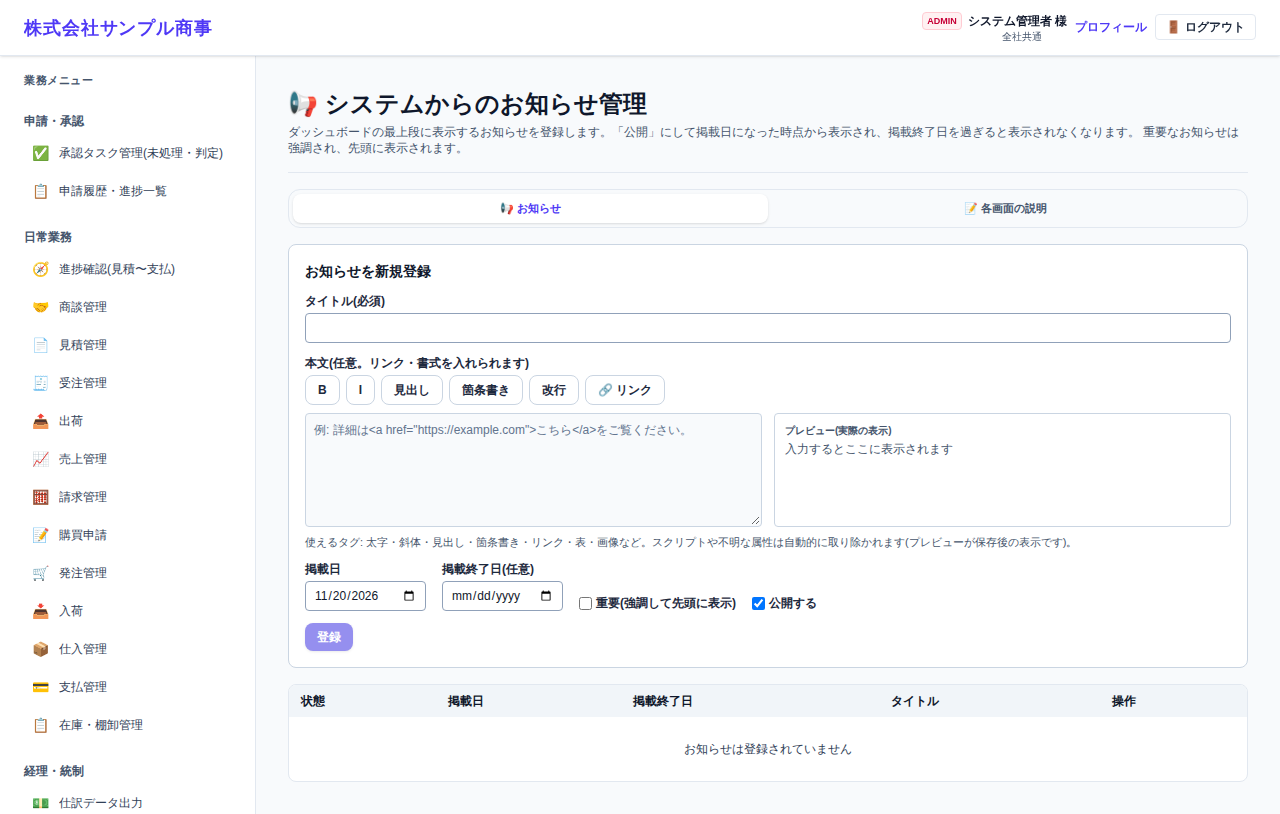 株式会社サンプル商事
ADMIN システム管理者 様
全社共通
プロフィール
🚪 ログアウト
業務メニュー
申請・承認
✅ 承認タスク管理(未処理・判定)
📋 申請履歴・進捗一覧
日常業務
🧭 進捗確認(見積〜支払)
🤝 商談管理
📄 見積管理
🧾 受注管理
📤 出荷
📈 売上管理
🧮 請求管理
📝 購買申請
🛒 発注管理
📥 入荷
📦 仕入管理
💳 支払管理
📋 在庫・棚卸管理
経理・統制
💵 仕訳データ出力
📢 システムからのお知らせ管理
ダッシュボードの最上段に表示するお知らせを登録します。「公開」にして掲載日になった時点から表示され、掲載終了日を過ぎると表示されなくなります。 重要なお知らせは
強調され、先頭に表示されます。
📢 お知らせ
📝 各画面の説明
お知らせを新規登録
タイトル(必須)
本文(任意。リンク・書式を入れられます)
B
I
見出し
箇条書き
改行
🔗 リンク
例: 詳細は<a href="https://example.com">こちら</a>をご覧ください。
プレビュー(実際の表示)
入力するとここに表示されます
使えるタグ: 太字・斜体・見出し・箇条書き・リンク・表・画像など。スクリプトや不明な属性は自動的に取り除かれます(プレビューが保存後の表示です)。
掲載日
掲載終了日(任意)
11/20/2026
mm/dd/yyyy
重要(強調して先頭に表示)
公開する
登録
状態 掲載日 掲載終了日 タイトル 操作
お知らせは登録されていません